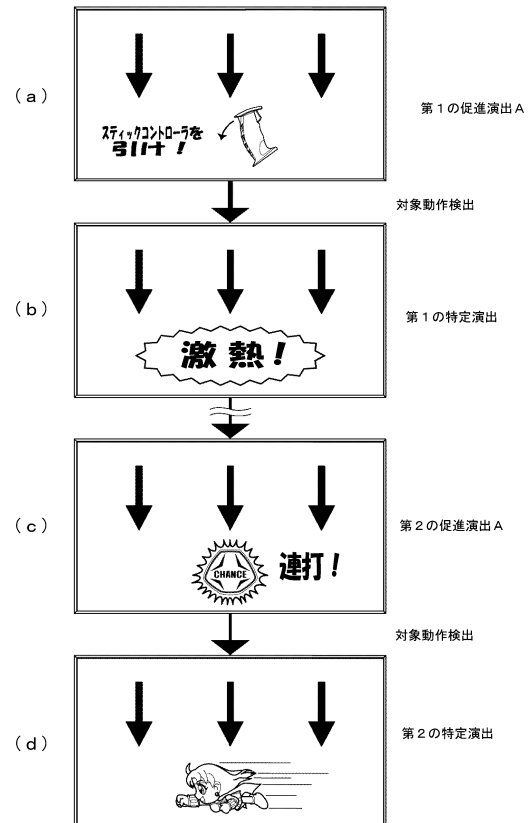 (a)
第1の促進演出A
スティックコントローラを
引け!
対象動作検出
(b)
第1の特定演出
激熱!
(c)
第2の促進演出A
CHANCE
連打!
対象動作検出
(d)
第2の特定演出